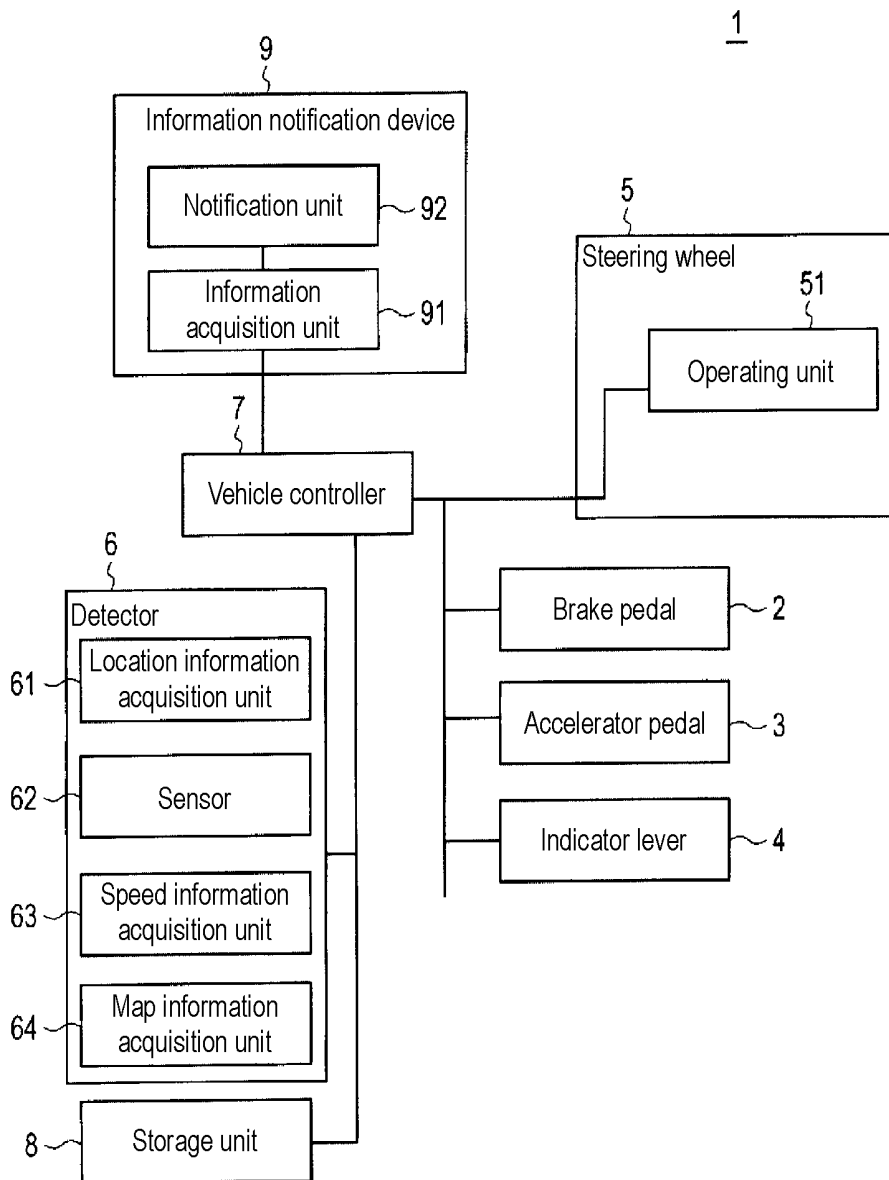 1
9
Information notification device
Notification unit
92
Information
acquisition unit
91
5
Steering wheel
51
Operating unit
7
Vehicle controller
6
Detector
Location information
acquisition unit
61
Sensor
62
Speed information
acquisition unit
63
Map information
acquisition unit
64
Brake pedal
2
Accelerator pedal
3
Indicator lever
4
Storage unit
8